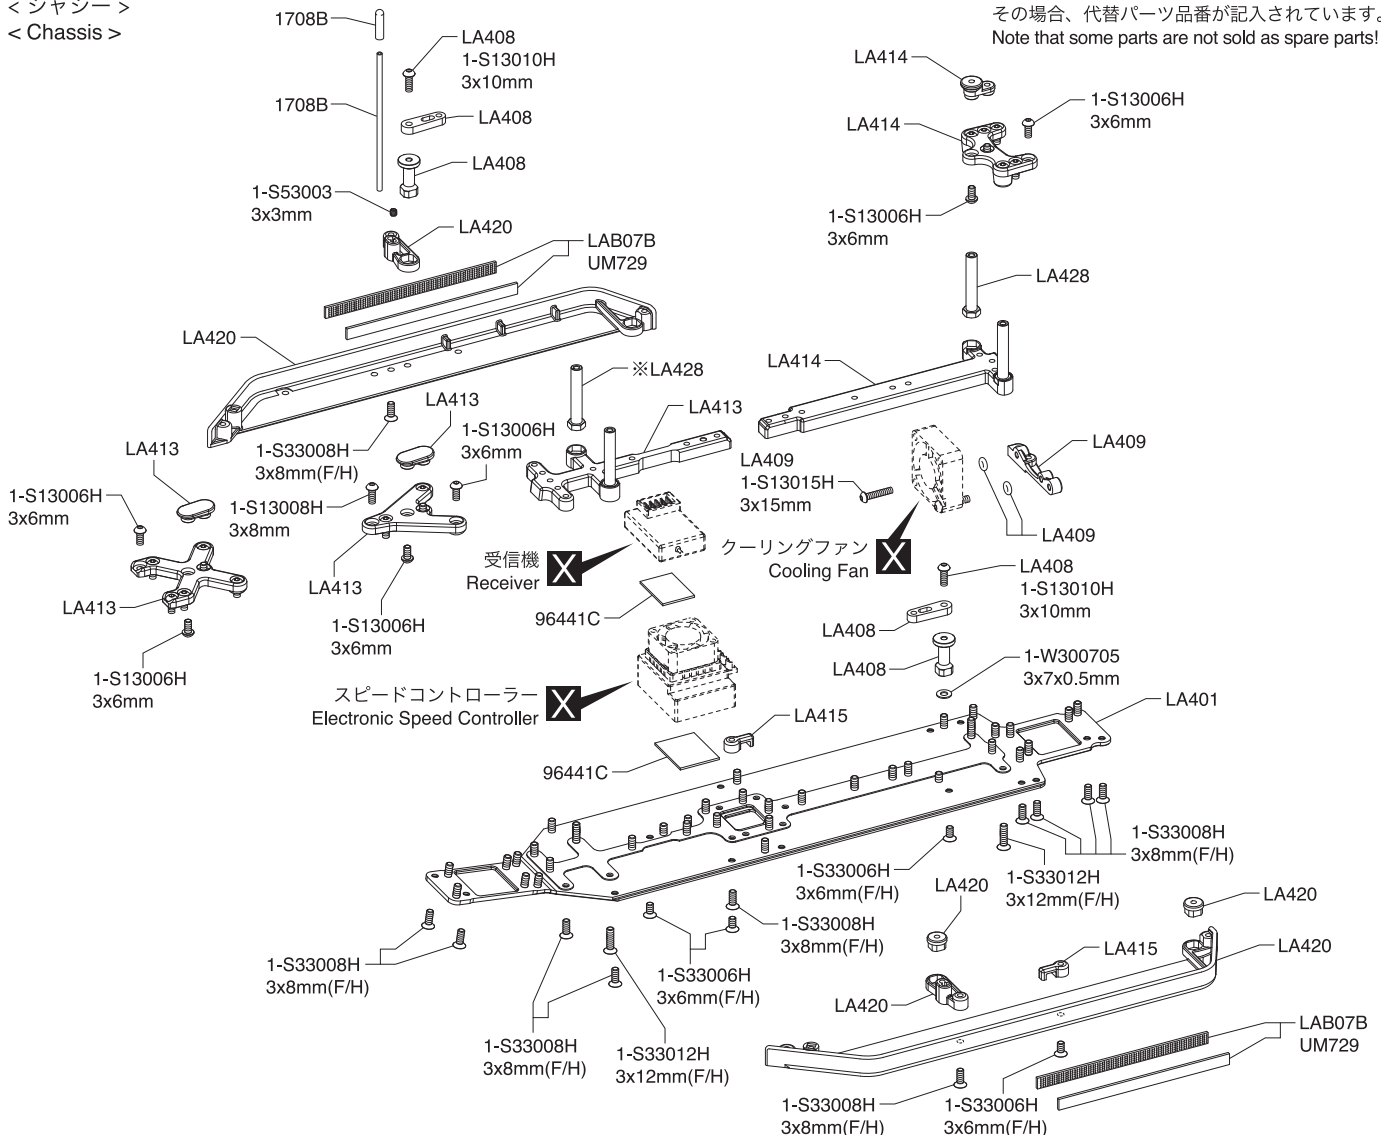 < シャシー >
< Chassis >
その場合、代替パーツ品番が記入されています。
Note that some parts are not sold as spare parts!
1708B
LA408
1-S13010H
3x10mm
1708B
LA408
LA408
1-S53003
3x3mm
LA420
LAB07B
UM729
LA420
LA414
1-S13006H
3x6mm
LA414
1-S13006H
3x6mm
LA428
LA414
※LA428
LA413
LA413
1-S33008H
3x8mm(F/H)
1-S13006H
3x6mm
LA413
1-S13006H
3x6mm
1-S13008H
3x8mm
LA413
LA413
1-S13006H
3x6mm
1-S13006H
3x6mm
LA409
1-S13015H
3x15mm
LA409
LA409
受信機
Receiver
X
クーリングファン
Cooling Fan
X
96441C
LA408
1-S13010H
3x10mm
LA408
LA408
1-W300705
3x7x0.5mm
スピードコントローラー
Electronic Speed Controller
X
LA415
LA401
96441C
1-S33008H
3x8mm(F/H)
1-S33006H
3x6mm(F/H)
1-S33012H
3x12mm(F/H)
LA420
LA420
1-S33008H
3x8mm(F/H)
1-S33008H
3x8mm(F/H)
1-S33006H
3x6mm(F/H)
LA415
LA420
LA420
1-S33008H
3x8mm(F/H)
1-S33012H
3x12mm(F/H)
LAB07B
UM729
1-S33008H
3x8mm(F/H)
1-S33006H
3x6mm(F/H)